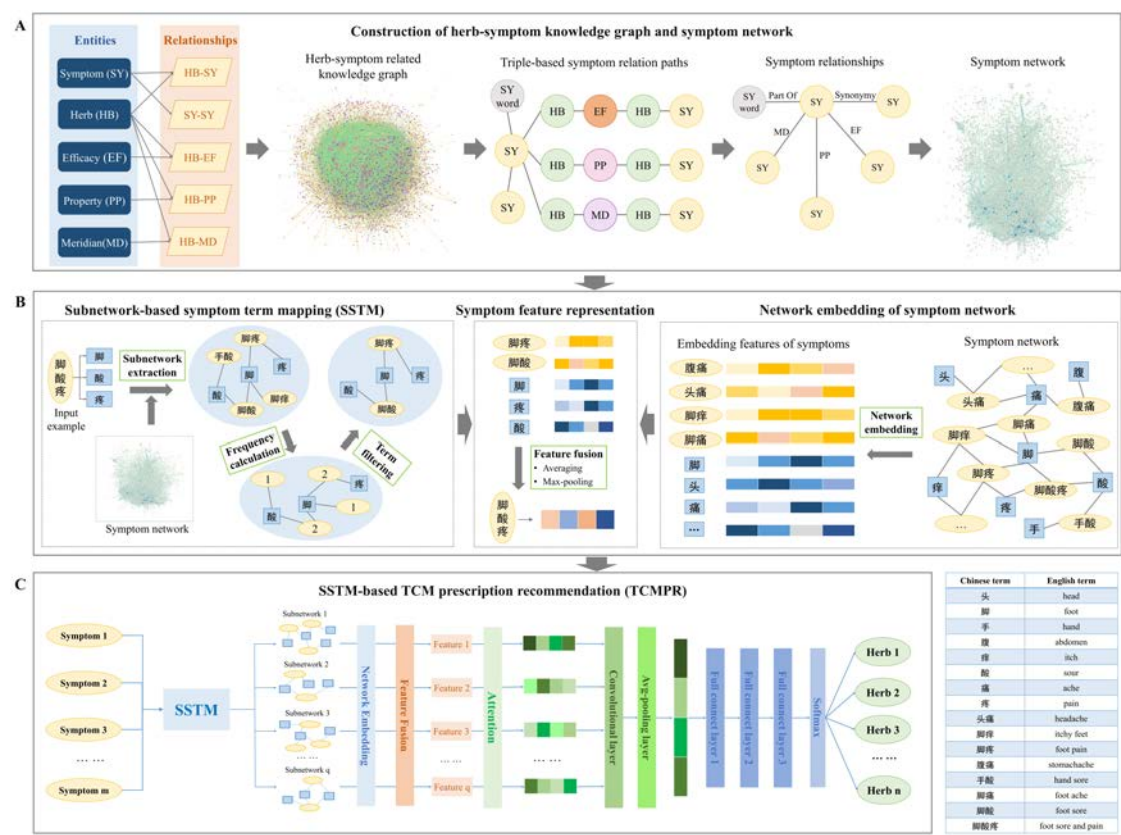 A
Construction of herb-symptom knowledge graph and symptom network
Entities
Relationships
Symptom (SY)
Herb (HB)
Efficacy (EF)
Property (PP)
Meridian(MD)
HB-SY
SY-SY
HB-EF
HB-PP
HB-MD
Herb-symptom related
knowledge graph
Triple-based symptom relation paths
SY
word
HB
EF
HB
SY
SY
HB
PP
HB
SY
SY
HB
MD
HB
SY
Symptom relationships
SY
word
Part Of
SY
Synonymy
SY
MD
EF
PP
SY
SY
SY
Symptom network
B
Subnetwork-based symptom term mapping (SSTM)
脚
酸
疼
脚
酸
疼
Input
example
Subnetwork
extraction
Symptom network
脚疼
手酸
疼
脚
酸
脚痒
脚酸
Frequency
calculation
1
2
疼
脚
酸
1
2
Term
filtering
脚疼
疼
脚
酸
脚酸
Symptom feature representation
脚疼
脚酸
脚
疼
酸
Feature fusion
• Averaging
• Max-pooling
脚
酸
疼
Network embedding of symptom network
Embedding features of symptoms
腹痛
头痛
脚痒
脚痛
脚
头
痛
...
Network
embedding
Symptom network
头
...
腹
头痛
痛
腹痛
脚痛
脚痒
脚酸
脚
脚疼
酸
痒
脚酸疼
疼
...
手
手酸
C
SSTM-based TCM prescription recommendation (TCMPR)
Symptom 1
Symptom 2
Symptom 3
... ...
Symptom m
SSTM
Subnetwork 1
Subnetwork 2
Subnetwork 3
... ...
Subnetwork q
Network Embedding
Feature Fusion
Feature 1
Feature 2
Feature 3
... ...
Feature q
Attention
... ...
Convolutional layer
Avg-pooling layer
Full connect layer 1
Full connect layer 2
Full connect layer 3
Softmax
Herb 1
Herb 2
Herb 3
... ...
Herb n
Chinese term English term
头 head
脚 foot
手 hand
腹 abdomen
痒 itch
酸 sour
痛 ache
疼 pain
头痛 headache
脚痒 itchy feet
脚疼 foot pain
腹痛 stomachache
手酸 hand sore
脚痛 foot ache
脚酸 foot sore
脚酸疼 foot sore and pain